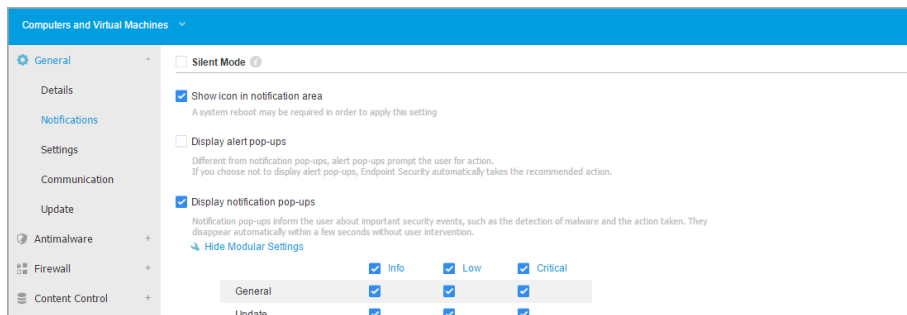 Computers and Virtual Machines
General -
Details
Notifications
Settings
Communication
Update
Antimalware +
Firewall +
Content Control +
Silent Mode i
Show icon in notification area
A system reboot may be required in order to apply this setting
Display alert pop-ups
Different from notification pop-ups, alert pop-ups prompt the user for action.
If you choose not to display alert pop-ups, Endpoint Security automatically takes the recommended action.
Display notification pop-ups
Notification pop-ups inform the user about important security events, such as the detection of malware and the action taken. They
disappear automatically within a few seconds without user intervention.
Hide Modular Settings
Info Low Critical
General
Update